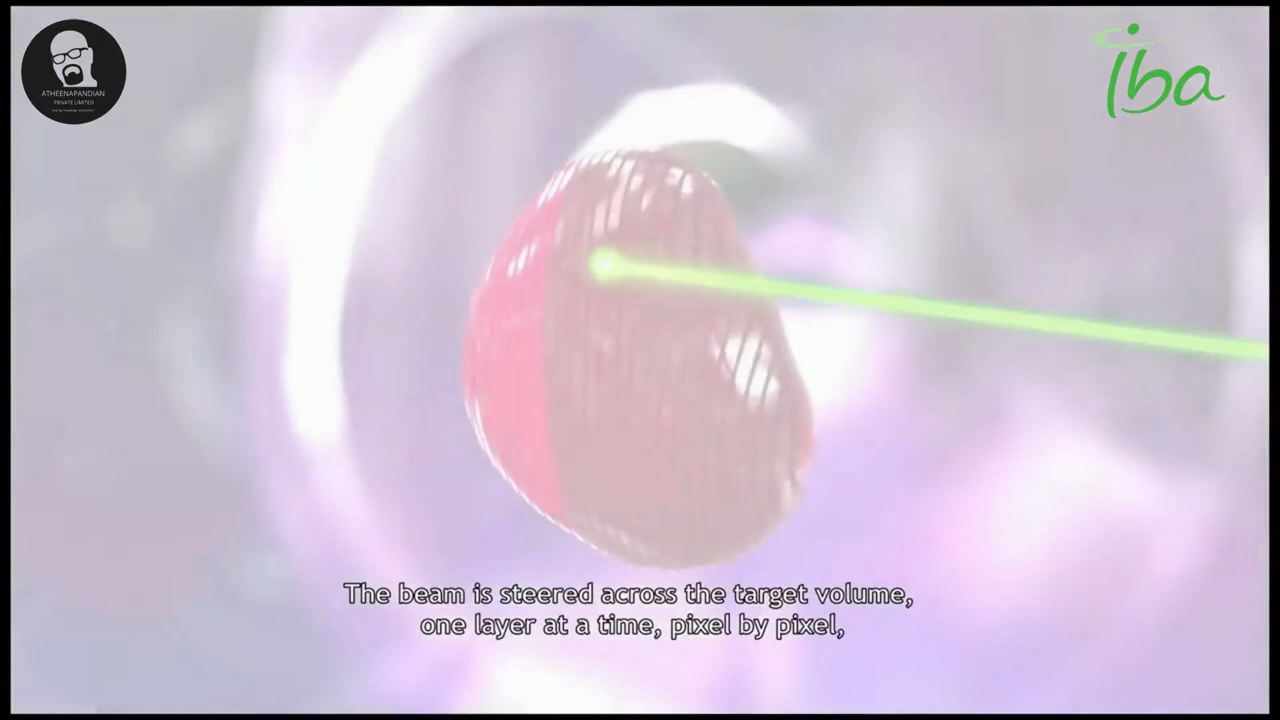 ATHEENAPANDIAN
PRIVATE LIMITED
iba
The beam is steered across the target volume,
one layer at a time, pixel by pixel,